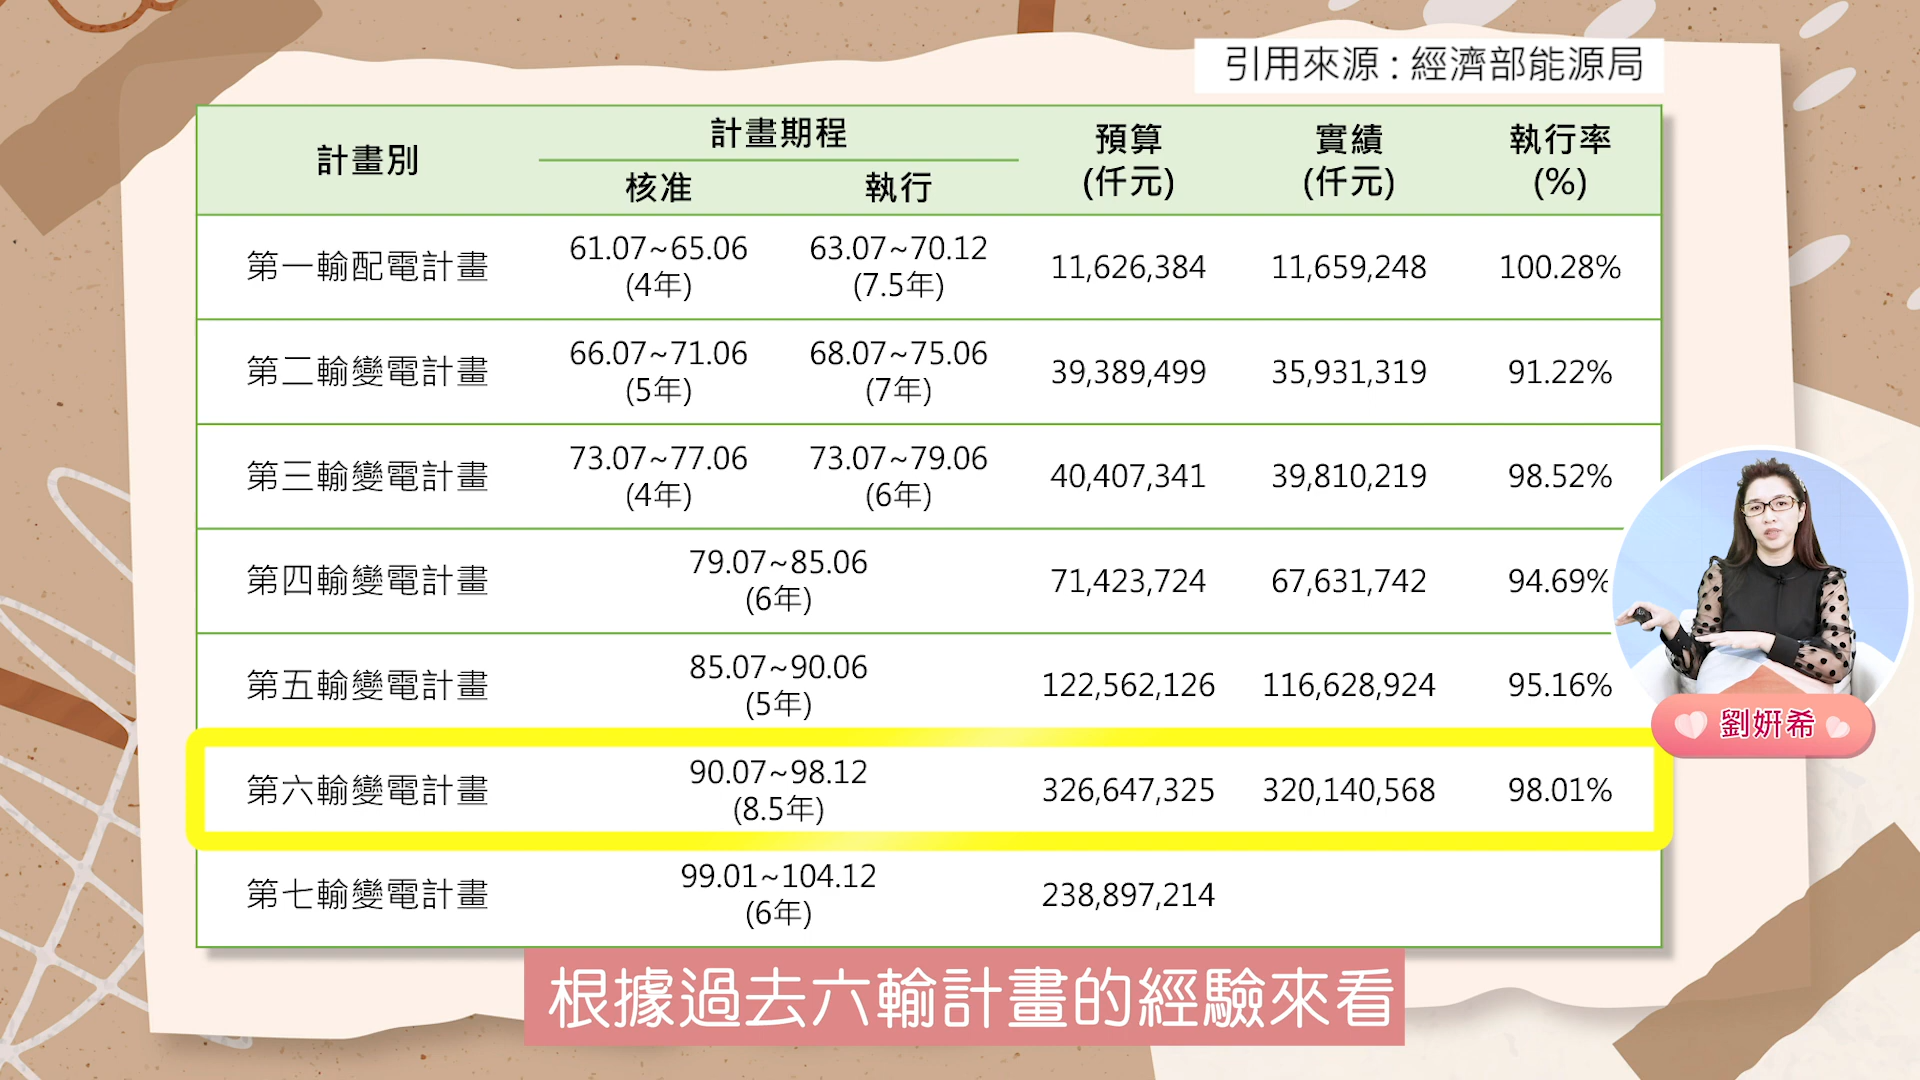 引用來源:經濟部能源局
計畫別 計畫期程 預算 實績 執行率
核准 執行 (仟元) (仟元) (%)
第一輸配電計畫 61.07~65.06 63.07~70.12 11,626,384 11,659,248 100.28%
(4年) (7.5年)
第二輸變電計畫 66.07~71.06 68.07~75.06 39,389,499 35,931,319 91.22%
(5年) (7年)
第三輸變電計畫 73.07~77.06 73.07~79.06 40,407,341 39,810,219 98.52%
(4年) (6年)
第四輸變電計畫 79.07~85.06 71,423,724 67,631,742 94.69%
(6年)
第五輸變電計畫 85.07~90.06 122,562,126 116,628,924 95.16%
(5年)
劉妍希
第六輸變電計畫 90.07~98.12 326,647,325 320,140,568 98.01%
(8.5年)
第七輸變電計畫 99.01~104.12 238,897,214
(6年)
根據過去六輸計畫的經驗來看